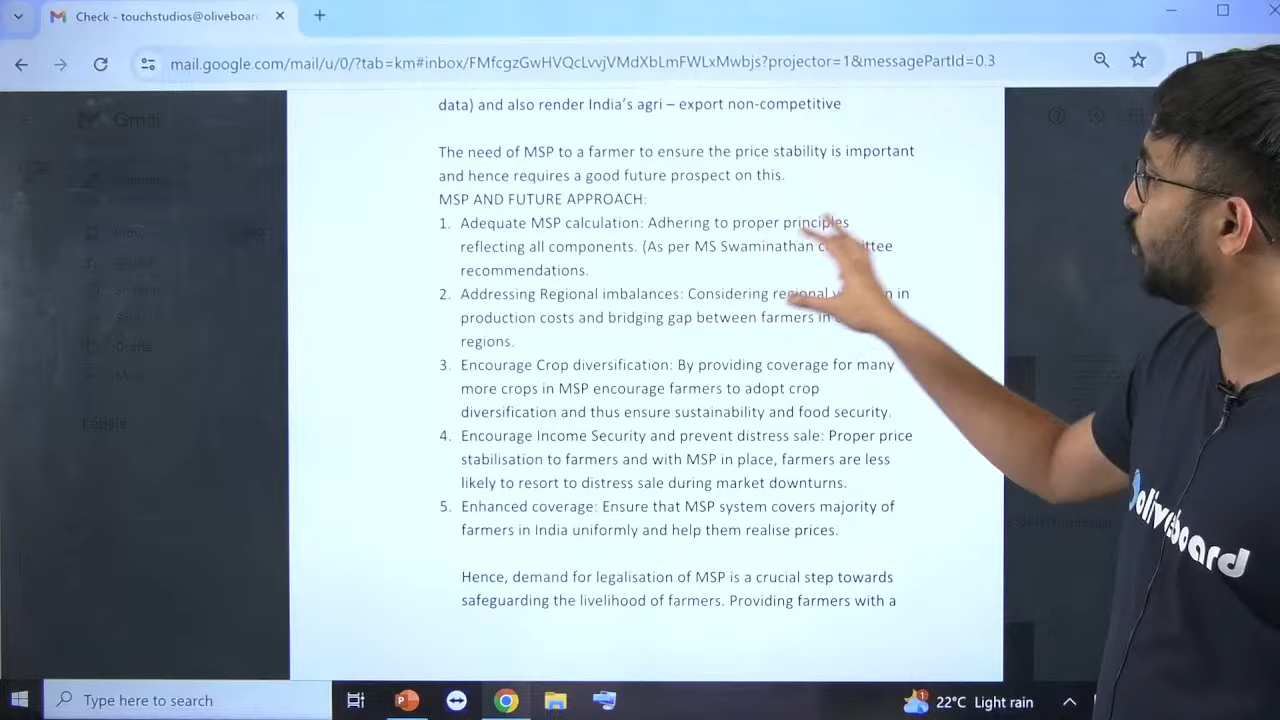 Check - touchstudios@oliveboar
mail.google.com/mail/u/0/?tab=km#inbox/FMfcgzGwHVQcLvvjVMdXbLmFWLxMwbjs?projector=1&messagePartId=0.3
Gmai
data) and also render India's agri – export non-competitive
The need of MSP to a farmer to ensure the price stability is important
and hence requires a good future prospect on this.
MSP AND FUTURE APPROACH:
1. Adequate MSP calculation: Adhering to proper principles
reflecting all components. (As per MS Swaminathan
recommendations.
2. Addressing Regional imbalances: Considering regional in
production costs and bridging gap between farmers in
regions.
3. Encourage Crop diversification: By providing coverage for many
more crops in MSP encourage farmers to adopt crop
diversification and thus ensure sustainability and food security.
4. Encourage Income Security and prevent distress sale: Proper price
stabilisation to farmers and with MSP in place, farmers are less
likely to resort to distress sale during market downturns.
5. Enhanced coverage: Ensure that MSP system covers majority of
farmers in India uniformly and help them realise prices.
Hence, demand for legalisation of MSP is a crucial step towards
safeguarding the livelihood of farmers. Providing farmers with a
Drafts
Labels
oliveboard
Type here to search
1
22°C Light rain